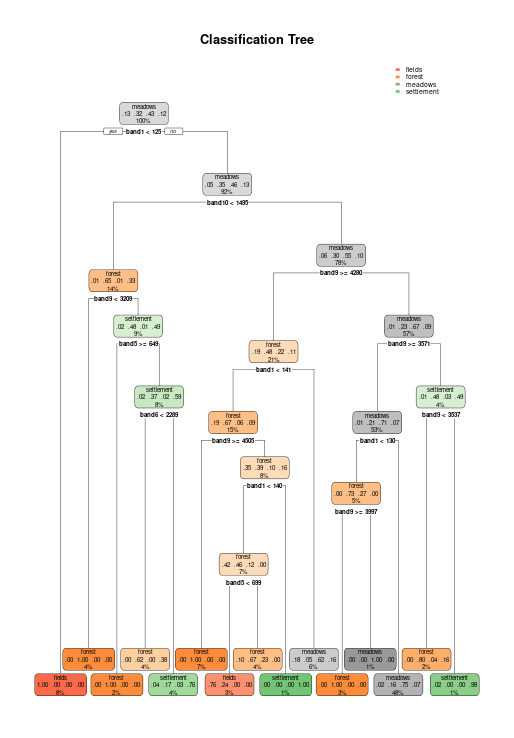 Classification Tree
fields
forest
meadows
settlement
meadows
.13 .32 .43 .12
100%
yes band1 < 125 no
meadows
.05 .35 .46 .13
92%
band10 < 1495
meadows
.06 .30 .55 .10
78%
band9 >= 4280
forest
.01 .65 .01 .33
14%
band9 < 3209
settlement
.02 .48 .01 .49
9%
band5 >= 649
meadows
.01 .23 .67 .09
57%
band9 >= 3571
forest
.19 .48 .22 .11
21%
band1 < 141
settlement
.02 .37 .02 .59
8%
band6 < 2289
settlement
.01 .48 .03 .49
4%
band9 < 3537
forest
.19 .67 .06 .09
15%
band9 >= 4505
meadows
.01 .21 .71 .07
53%
band1 < 130
forest
.35 .39 .10 .16
8%
band1 < 140
forest
.00 .73 .27 .00
5%
band9 >= 3997
forest
.42 .46 .12 .00
7%
band5 < 699
forest
.00 1.00 .00 .00
4%
forest
.00 .62 .00 .38
4%
forest
.00 1.00 .00 .00
7%
forest
.10 .67 .23 .00
4%
meadows
.18 .05 .62 .16
6%
meadows
.00 .00 1.00 .00
1%
forest
.00 .80 .04 .16
2%
fields
1.00 .00 .00 .00
8%
forest
.00 1.00 .00 .00
2%
settlement
.04 .17 .03 .76
4%
fields
.76 .24 .00 .00
3%
settlement
.00 .00 .00 1.00
1%
forest
.00 1.00 .00 .00
3%
meadows
.02 .16 .75 .07
48%
settlement
.02 .00 .00 .98
1%